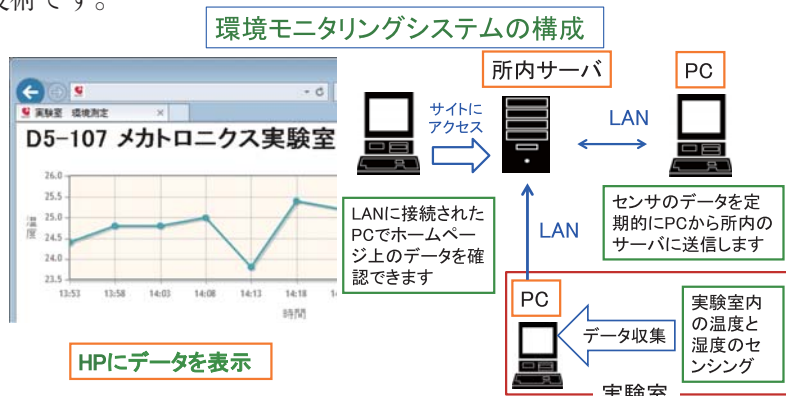 技術です。
環境モニタリングシステムの構成
実験室 環境測定 ×
D5-107 メカトロニクス実験室
26.0
25.5
25.0
24.5
24.0
23.5
温度
13:53 13:58 14:03 14:08 14:13 14:18
時間
HPにデータを表示
サイトに
アクセス
所内サーバ
LAN
PC
LANに接続された
PCでホームペー
ジ上のデータを確
認できます
センサのデータを定
期的にPCから所内の
サーバに送信します
LAN
PC
データ収集
実験室内
の温度と
湿度のセ
ンシング
実験室